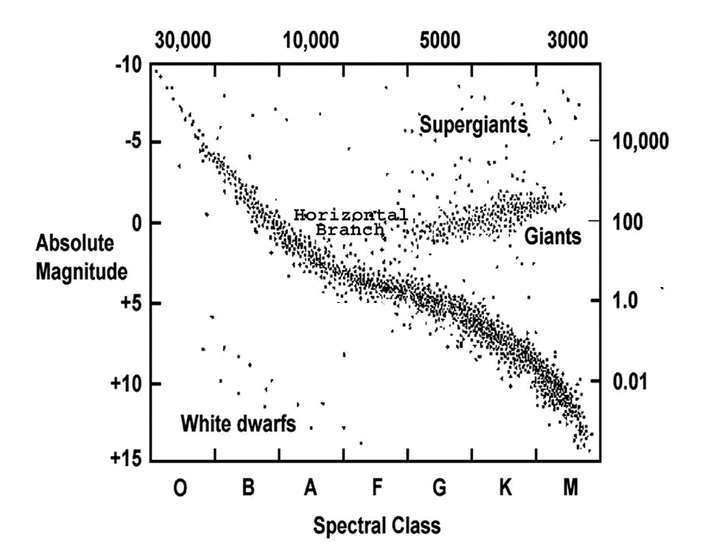 30,000 10,000 5000 3000
-10
Supergiants
-5
10,000
Horizontal
Branch
0
100
Giants
Absolute
Magnitude
+5
1.0
+10
0.01
White dwarfs
+15
O B A F G K M
Spectral Class